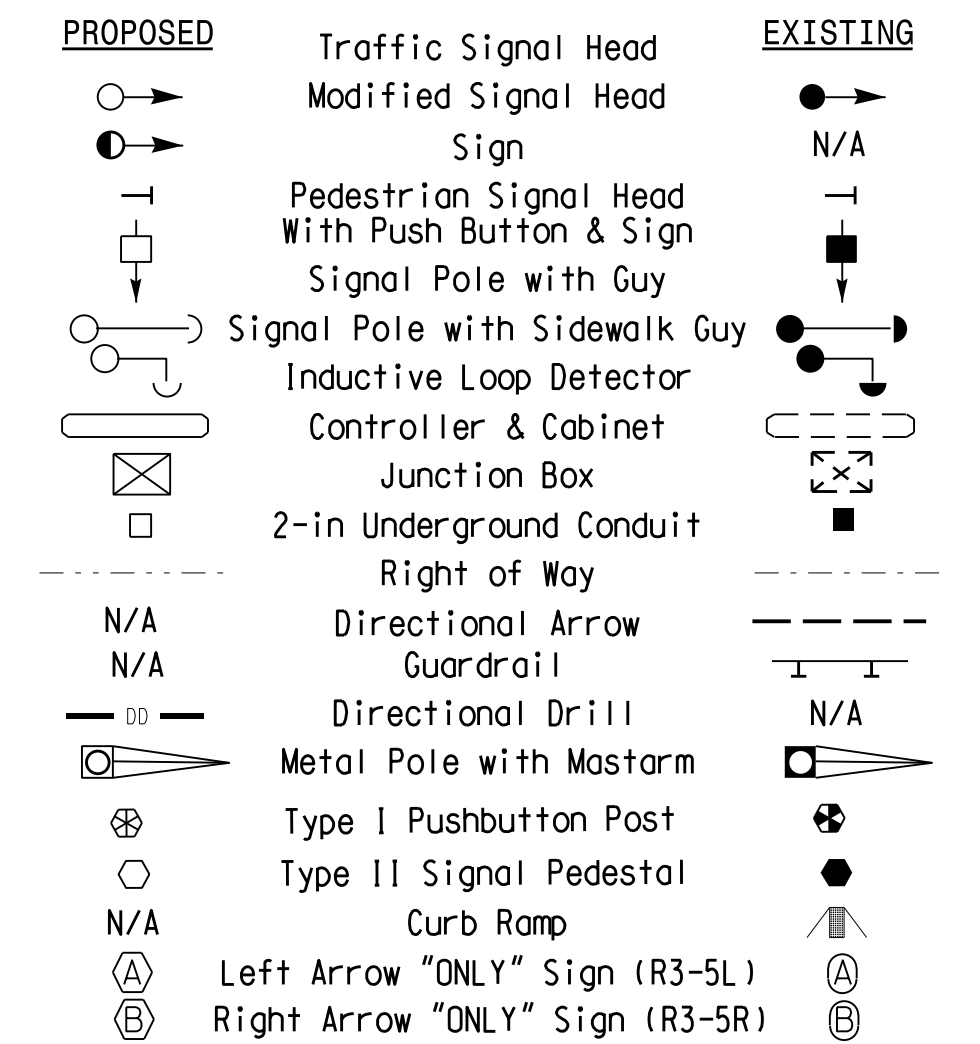 PROPOSED Traffic Signal Head EXISTING
Modified Signal Head
Sign N/A
Pedestrian Signal Head
With Push Button & Sign
Signal Pole with Guy
Signal Pole with Sidewalk Guy
Inductive Loop Detector
Controller & Cabinet
Junction Box
2-in Underground Conduit
Right of Way
N/A Directional Arrow
N/A Guardrail
DD Directional Drill N/A
Metal Pole with Mastarm
Type I Pushbutton Post
Type II Signal Pedestal
N/A Curb Ramp
A Left Arrow "ONLY" Sign (R3-5L) A
B Right Arrow "ONLY" Sign (R3-5R) B